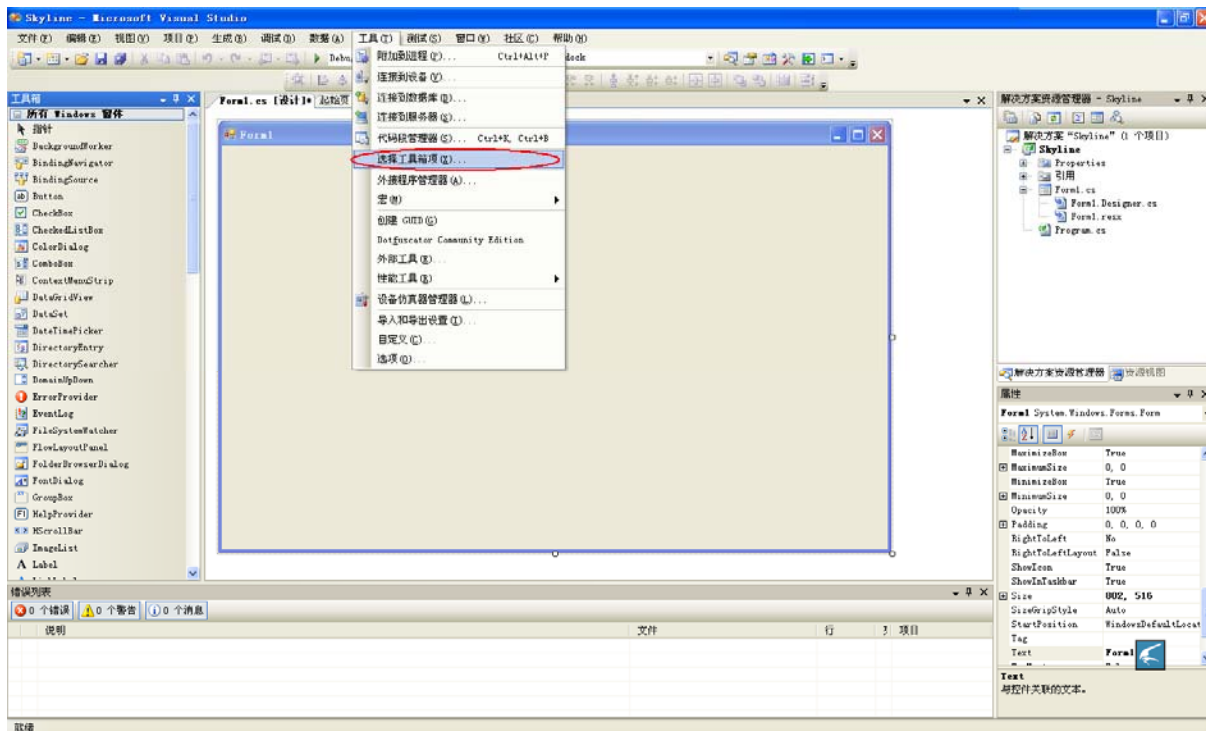 Skyline - Microsoft Visual Studio
文件(F) 编辑(E) 视图(V) 项目(P) 生成(B) 调试(D) 数据(A) 工具(T) 测试(S) 窗口(W) 社区(C) 帮助(H)
工具箱
所有 Windows 窗体
指针
BackgroundWorker
BindingNavigator
BindingSource
Button
CheckBox
CheckedListBox
ColorDialog
ComboBox
ContextMenuStrip
DataGridView
DataSet
DateTimePicker
DirectoryEntry
DirectorySearcher
DomainUpDown
ErrorProvider
EventLog
FileSystemWatcher
FlowLayoutPanel
FolderBrowserDialog
FontDialog
GroupBox
HelpProvider
HScrollBar
ImageList
Label
Form1.cs [设计]* 起始页
Form1
附加到进程(P)... Ctrl+Alt+P
连接到设备(V)...
连接到数据库(D)...
连接到服务器(S)...
代码段管理器(S)... Ctrl+K, Ctrl+B
选择工具箱项(X)...
外接程序管理器(A)...
宏(M)
创建 GUID(G)
Dotfuscator Community Edition
外部工具(E)...
性能工具(R)
设备仿真器管理器(L)...
导入和导出设置(I)...
自定义(C)...
选项(O)...
解决方案资源管理器 - Skyline
解决方案 "Skyline" (1 个项目)
Skyline
Properties
引用
Form1.cs
Form1.Designer.cs
Form1.resx
Program.cs
解决方案资源管理器 资源视图
属性
Form1 System.Windows.Forms.Form
MaximizeBox True
MaximumSize 0, 0
MinimizeBox True
MinimumSize 0, 0
Opacity 100%
Padding 0, 0, 0, 0
RightToLeft No
RightToLeftLayout False
ShowIcon True
ShowInTaskbar True
Size 802, 516
SizeGripStyle Auto
StartPosition WindowsDefaultLocat
Tag
Text Form1
Text
与控件关联的文本。
错误列表
0 个错误 0 个警告 0 个消息
说明 文件 行 项目
就绪